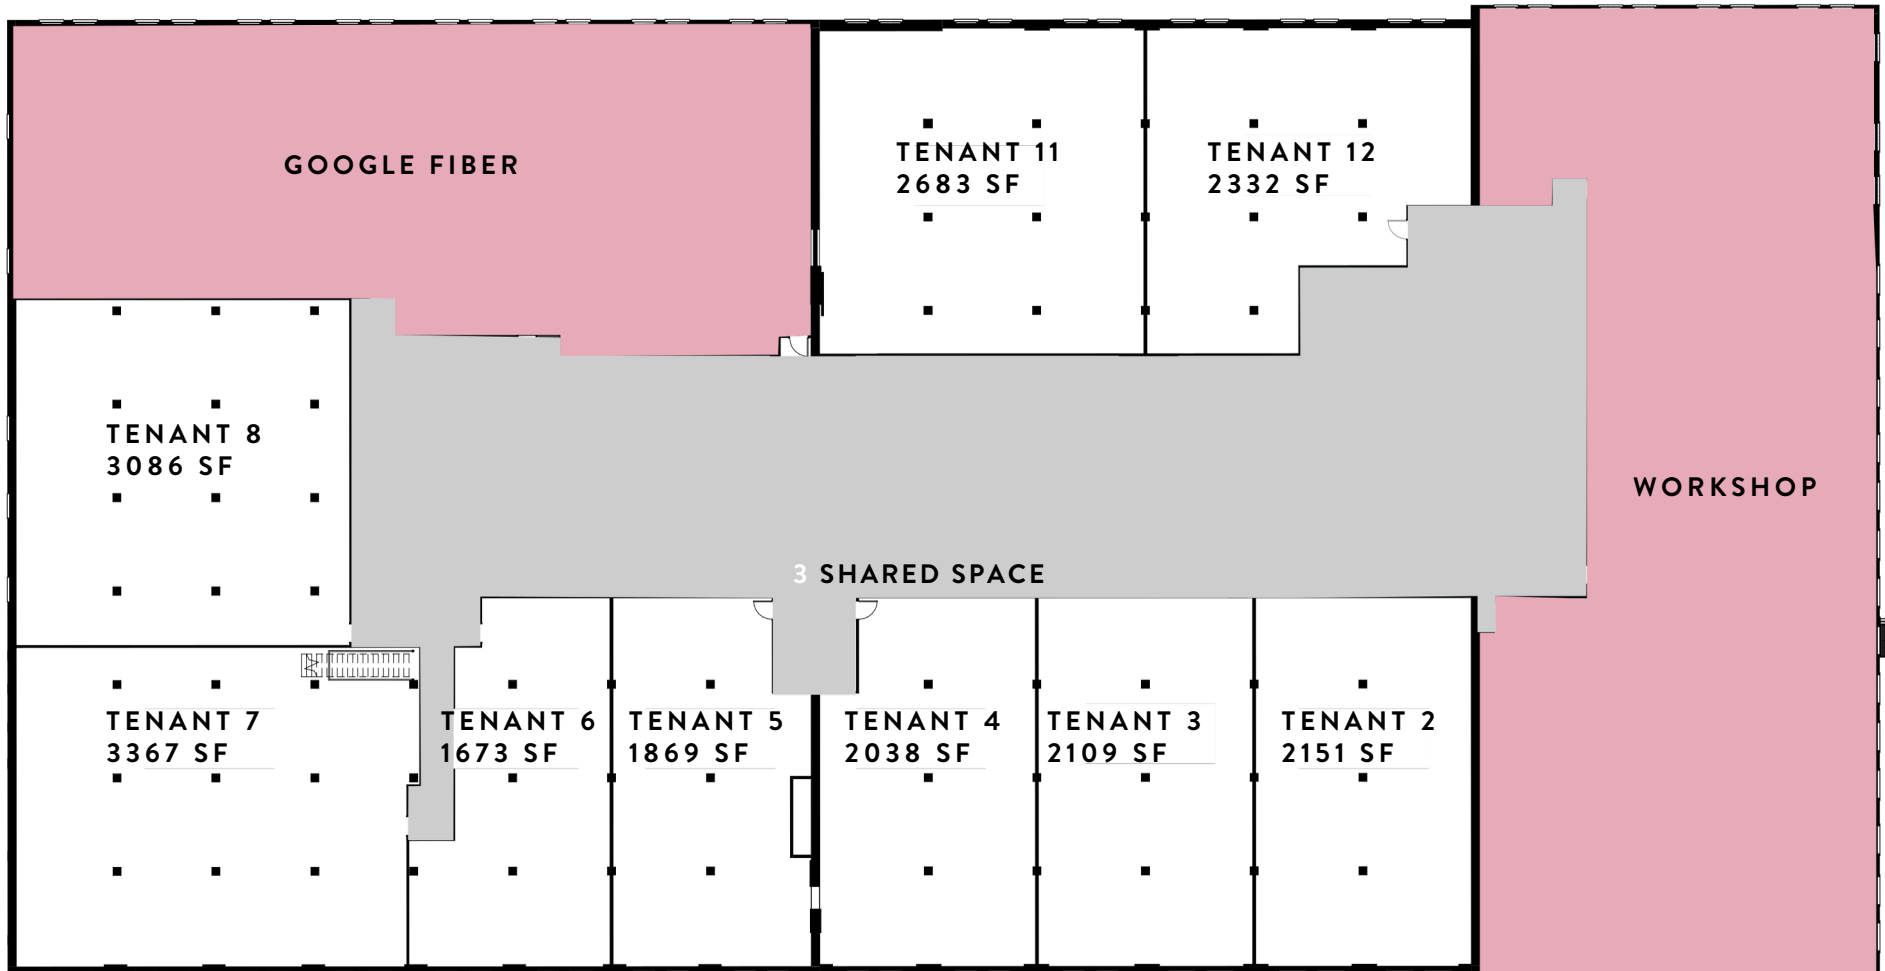 GOOGLE FIBER
TENANT 11
2683 SF
TENANT 12
2332 SF
TENANT 8
3086 SF
WORKSHOP
3 SHARED SPACE
TENANT 7
3367 SF
TENANT 6
1673 SF
TENANT 5
1869 SF
TENANT 4
2038 SF
TENANT 3
2109 SF
TENANT 2
2151 SF